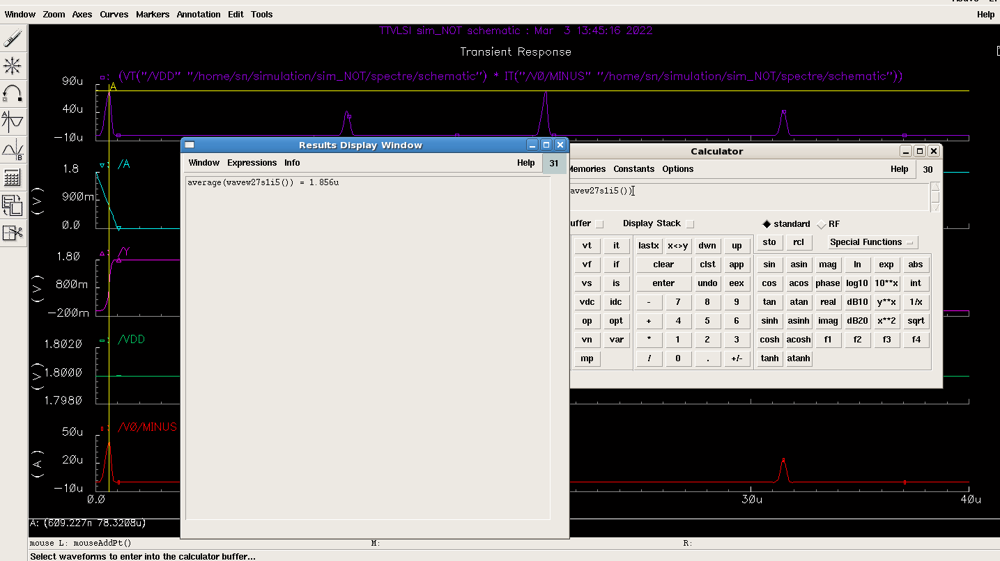 Window Zoom Axes Curves Markers Annotation Edit Tools Help
TTVLSI sim_NOT schematic : Mar 3 13:45:16 2022
Transient Response
: (VT("/VDD" "/home/sn/simulation/sim_NOT/spectre/schematic") * IT("/V0/MINUS" "/home/sn/simulation/sim_NOT/spectre/schematic"))
90u
A
40u
-10u
/A
1.8
(V)
900m
0.0
/Y
1.80
(V)
800m
-200m
/VDD
1.8020
(V)
1.8000
1.7980
/V0/MINUS
50u
(A)
20u
-10u
0.0
30u
40u
A: (609.227n 78.3208u)
Results Display Window
Window Expressions Info Help 31
average(wavew27s1i5()) = 1.856u
Calculator
Memories Constants Options Help 30
avew27s1i5())
uffer Display Stack standard RF
vt it lastx x<>y dwn up sto rcl Special Functions
vf if clear clst app sin asin mag ln exp abs
vs is enter undo eex cos acos phase log10 10**x int
vdc idc - 7 8 9 tan atan real dB10 y**x 1/x
op opt + 4 5 6 sinh asinh imag dB20 x**2 sqrt
vn var * 1 2 3 cosh acosh f1 f2 f3 f4
mp / 0 . +/- tanh atanh
mouse L: mouseAddPt() M: R:
Select waveforms to enter into the calculator buffer...